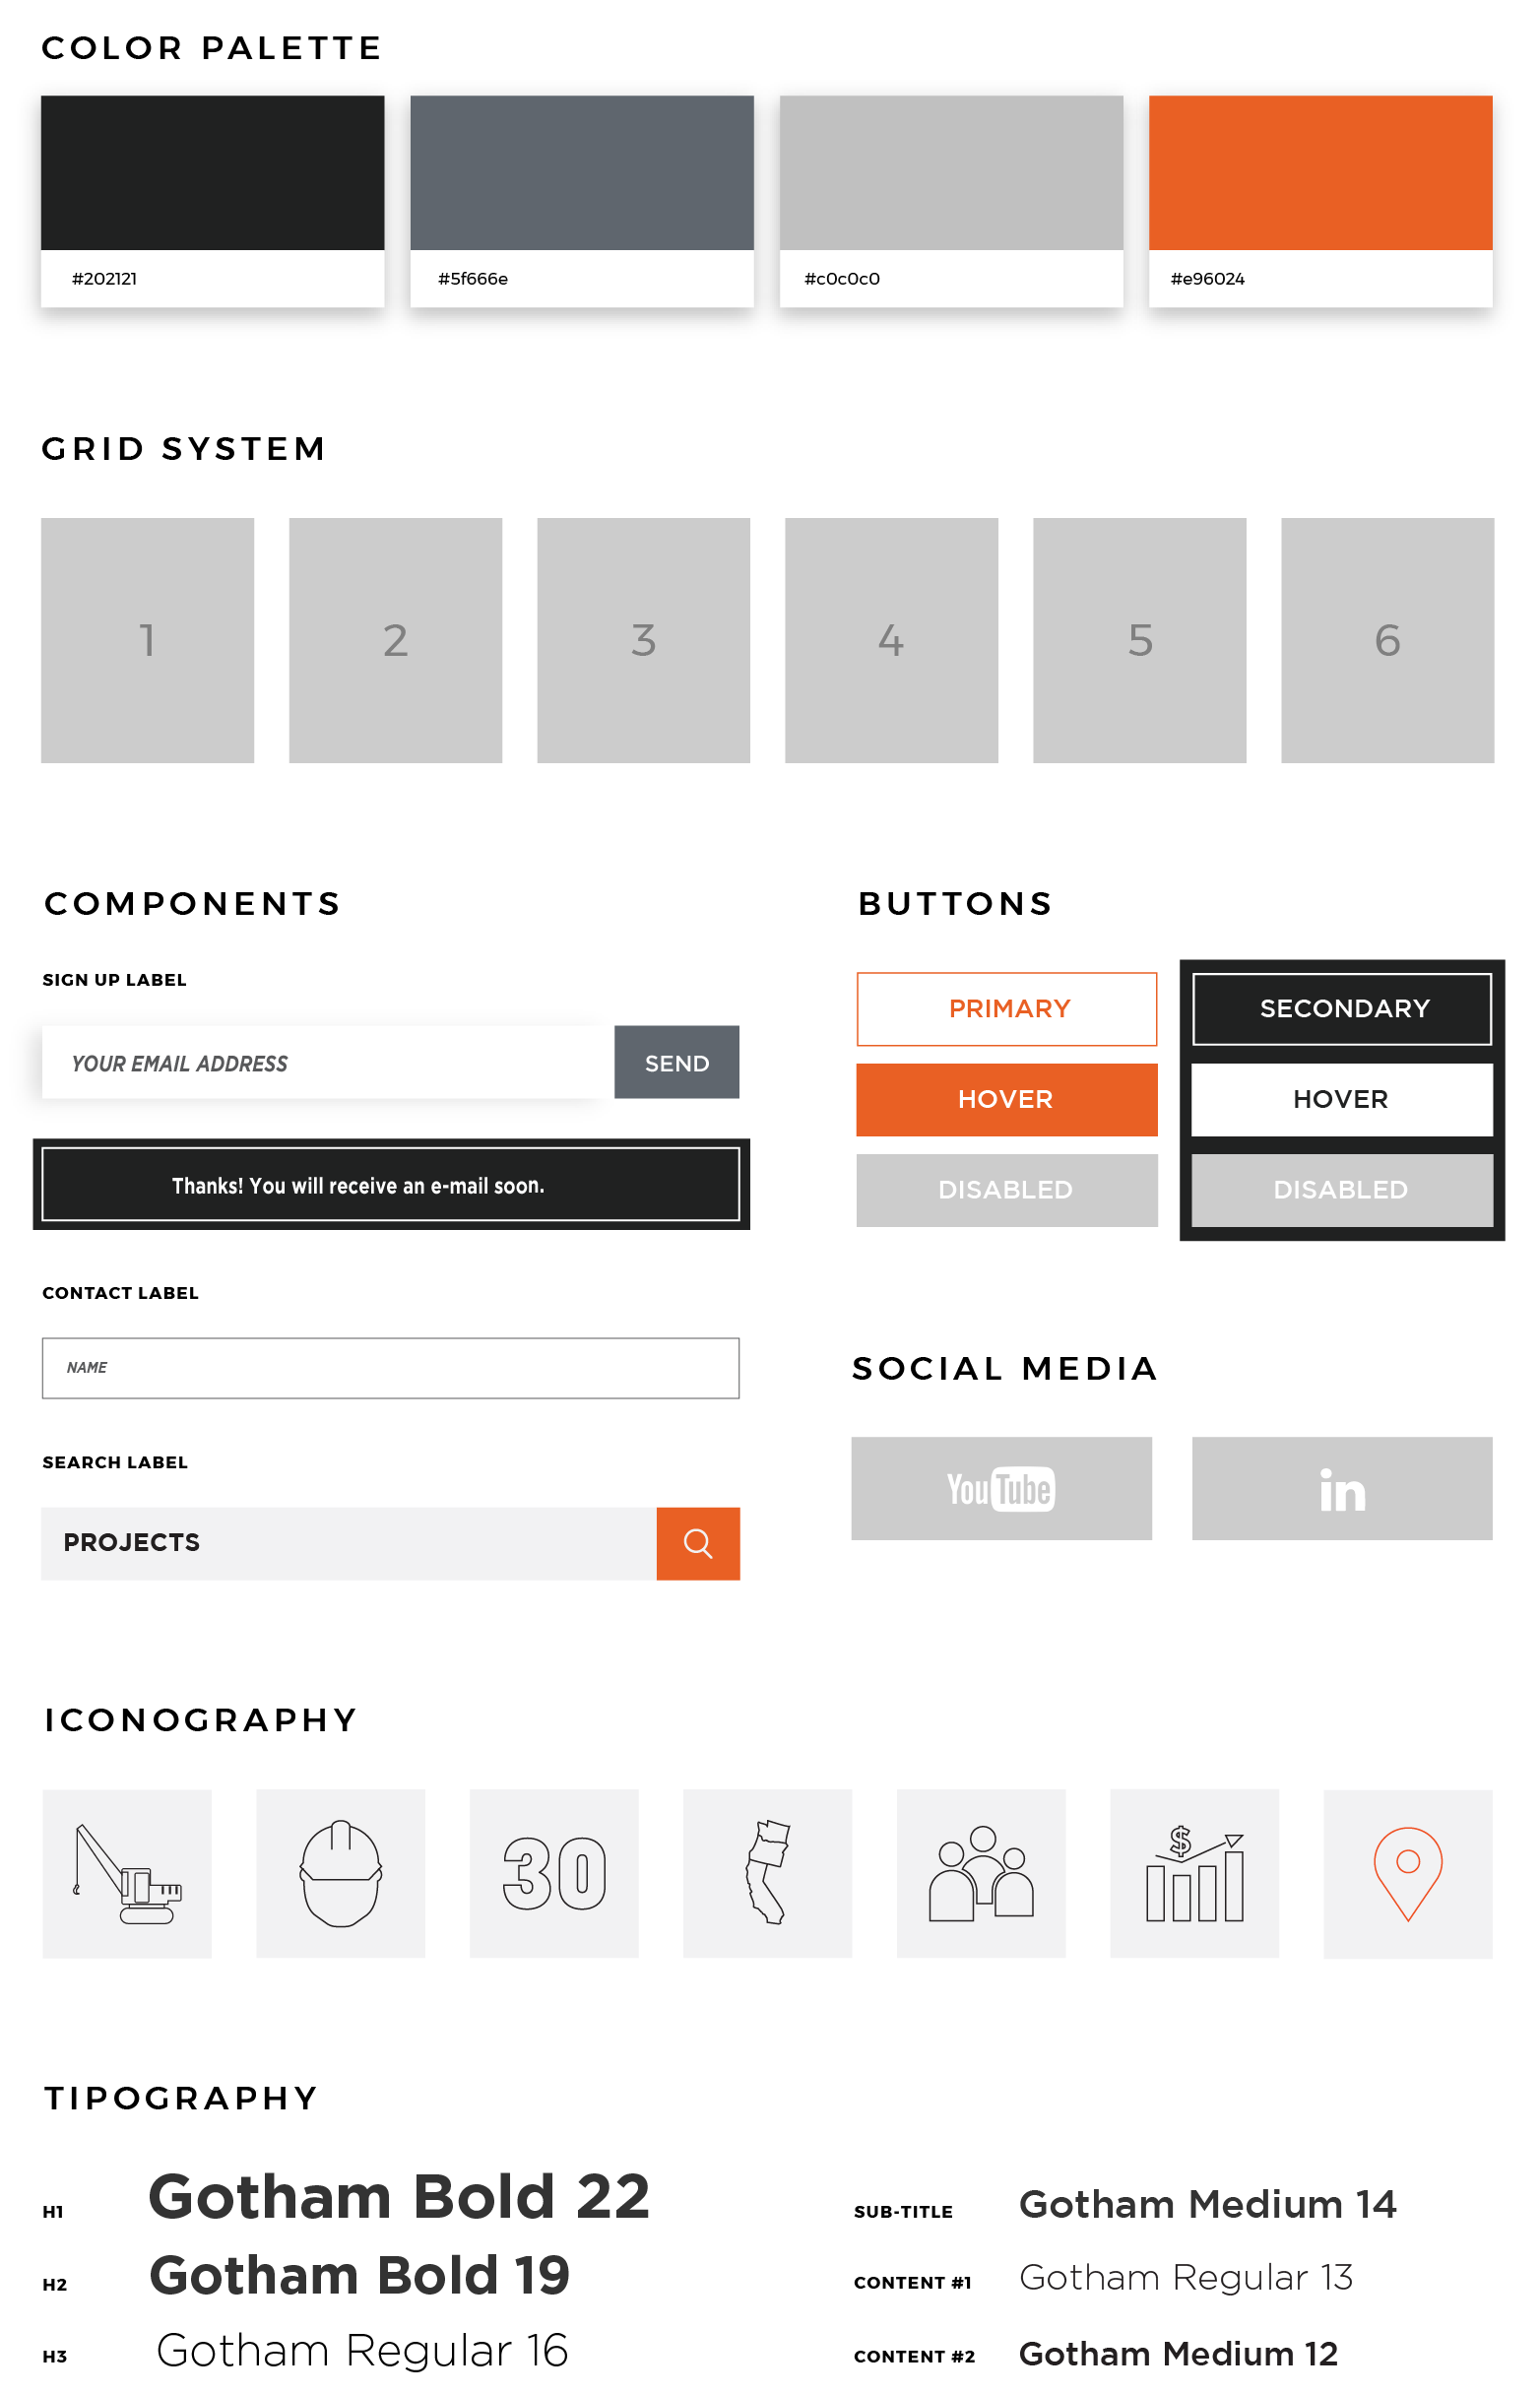 COLOR PALETTE
#202121
#5f666e
#c0c0c0
#e96024
GRID SYSTEM
1
2
3
4
5
6
COMPONENTS
SIGN UP LABEL
YOUR EMAIL ADDRESS
SEND
Thanks! You will receive an e-mail soon.
CONTACT LABEL
NAME
SEARCH LABEL
PROJECTS
BUTTONS
PRIMARY
SECONDARY
HOVER
HOVER
DISABLED
DISABLED
SOCIAL MEDIA
YouTube
in
ICONOGRAPHY
30
$
TIPOGRAPHY
H1 Gotham Bold 22
H2 Gotham Bold 19
H3 Gotham Regular 16
SUB-TITLE Gotham Medium 14
CONTENT #1 Gotham Regular 13
CONTENT #2 Gotham Medium 12